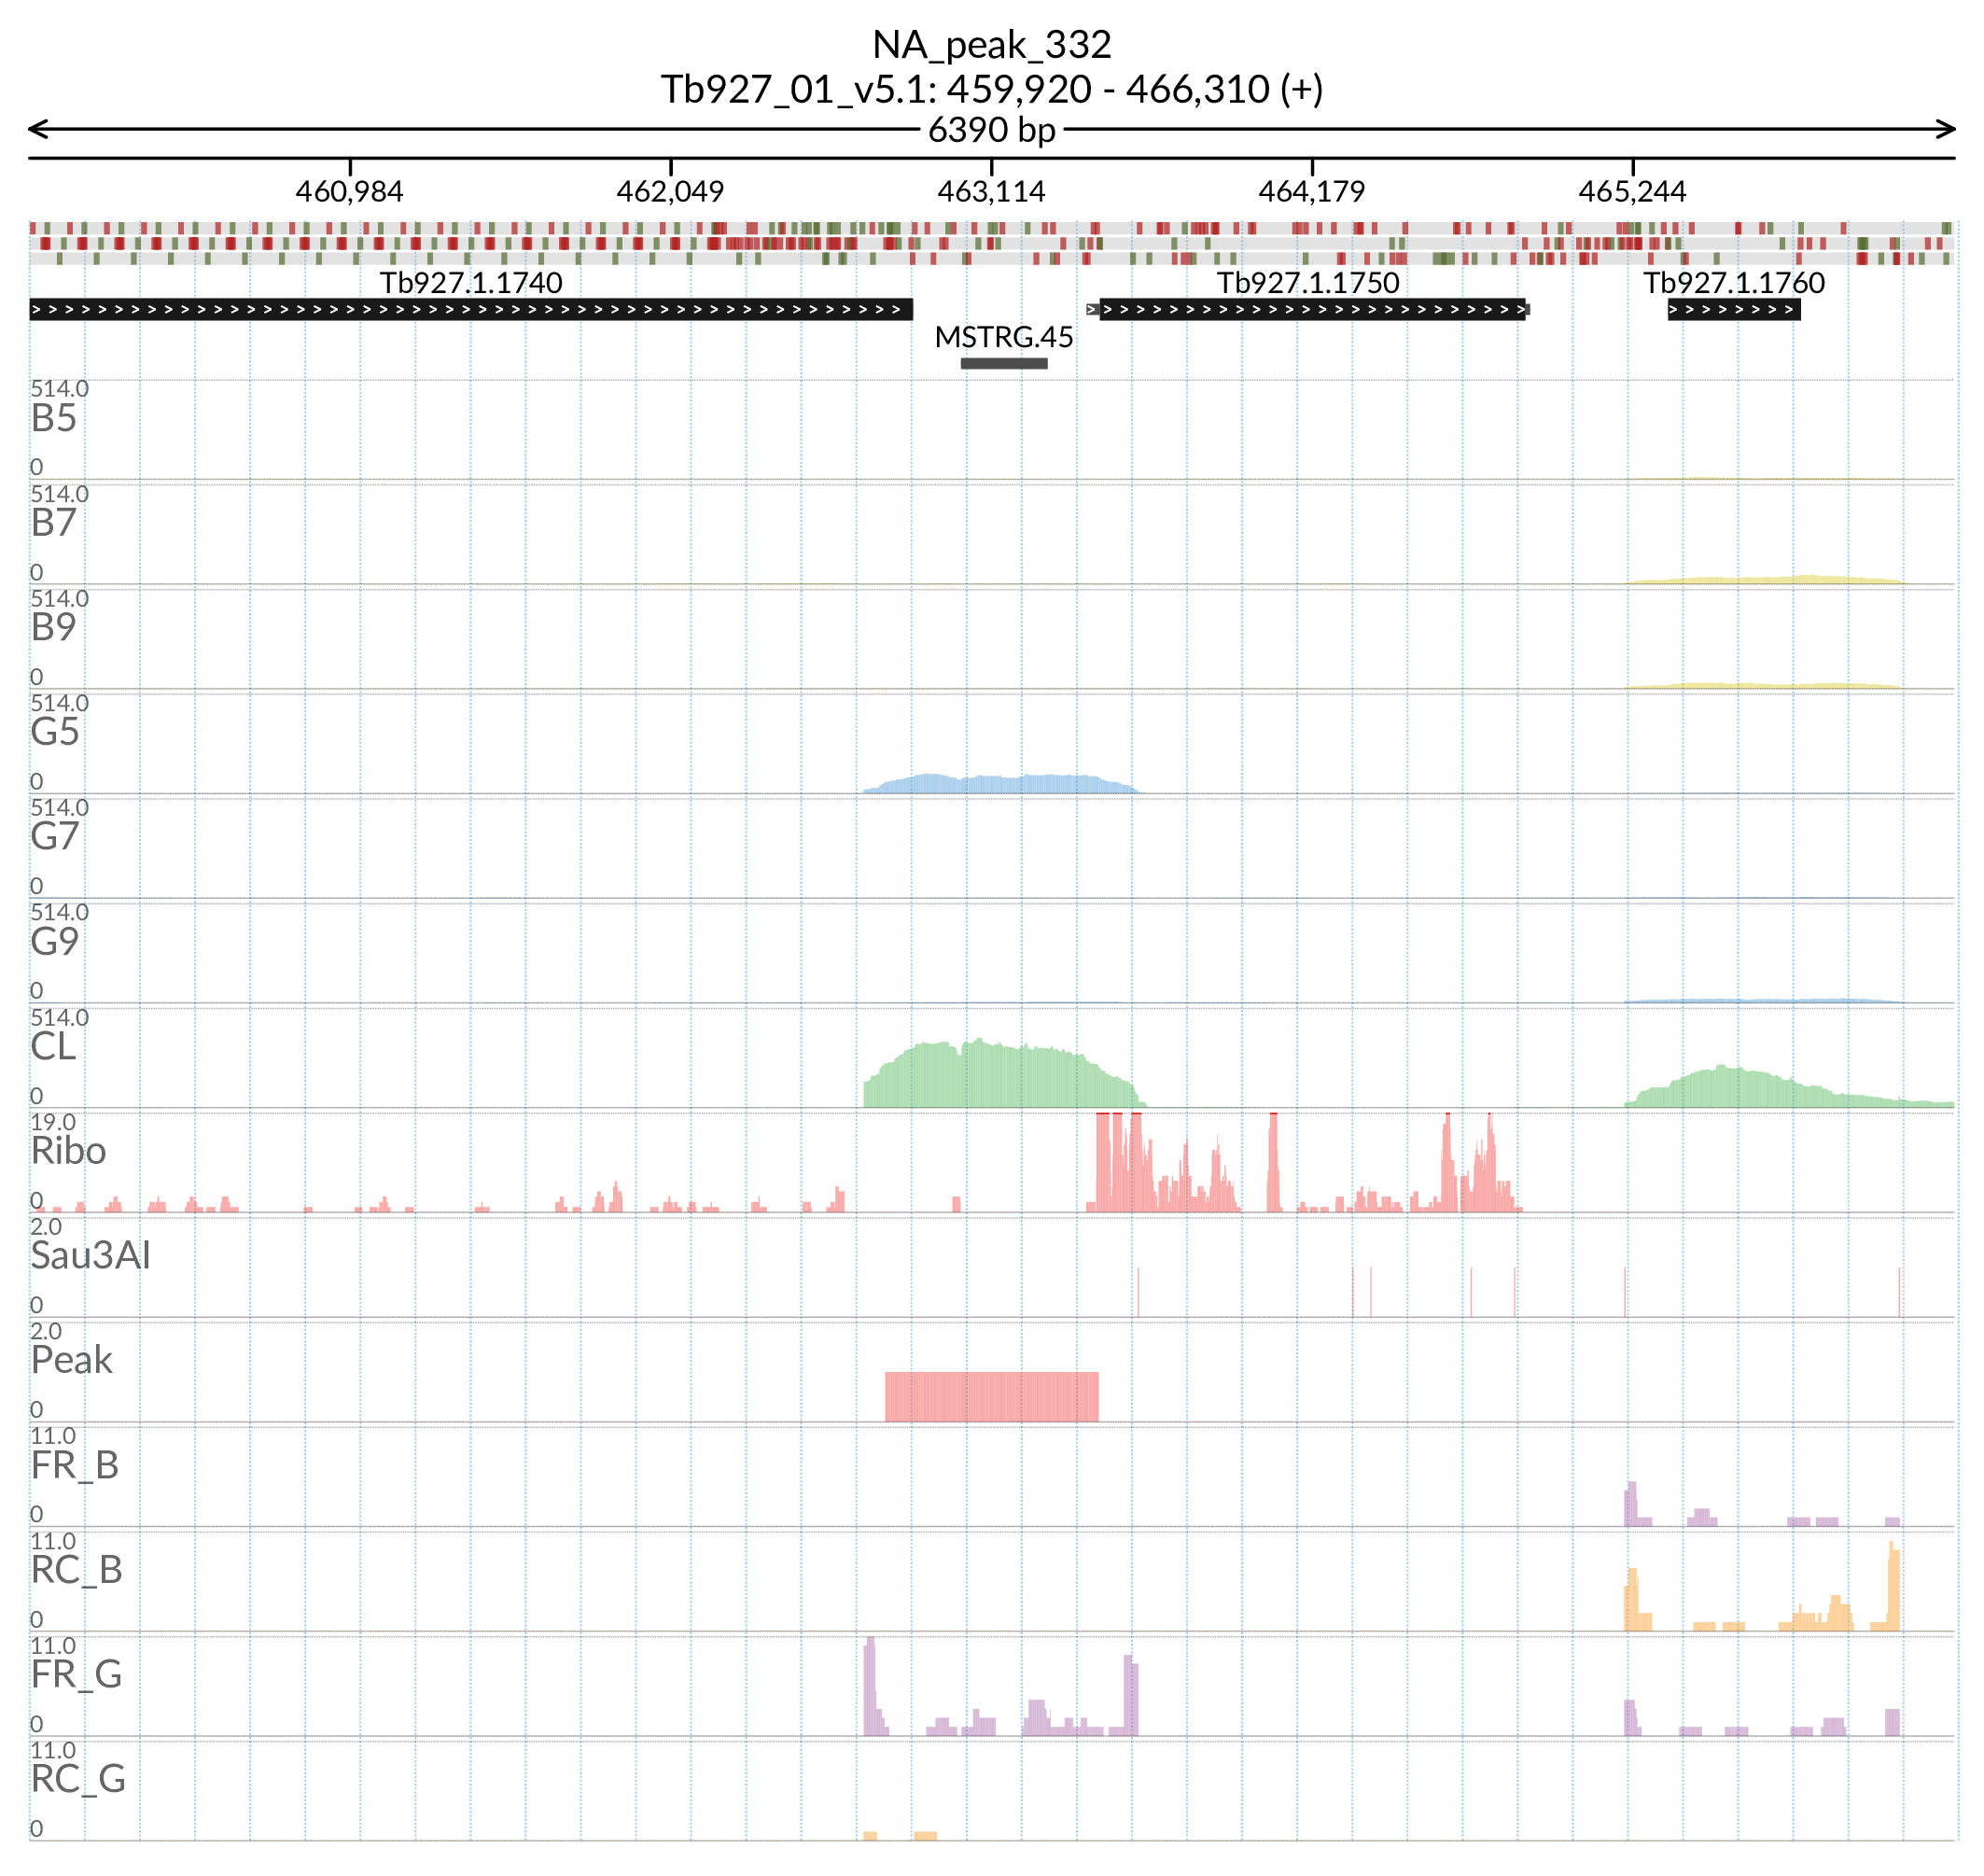 NA_peak_332
Tb927_01_v5.1: 459,920 - 466,310 (+)
6390 bp
460,984 462,049 463,114 464,179 465,244
Tb927.1.1740 Tb927.1.1750 Tb927.1.1760
MSTRG.45
514.0
B5
0
514.0
B7
0
514.0
B9
0
514.0
G5
0
514.0
G7
0
514.0
G9
0
514.0
CL
0
19.0
Ribo
0
2.0
Sau3AI
0
2.0
Peak
0
11.0
FR_B
0
11.0
RC_B
0
11.0
FR_G
0
11.0
RC_G
0